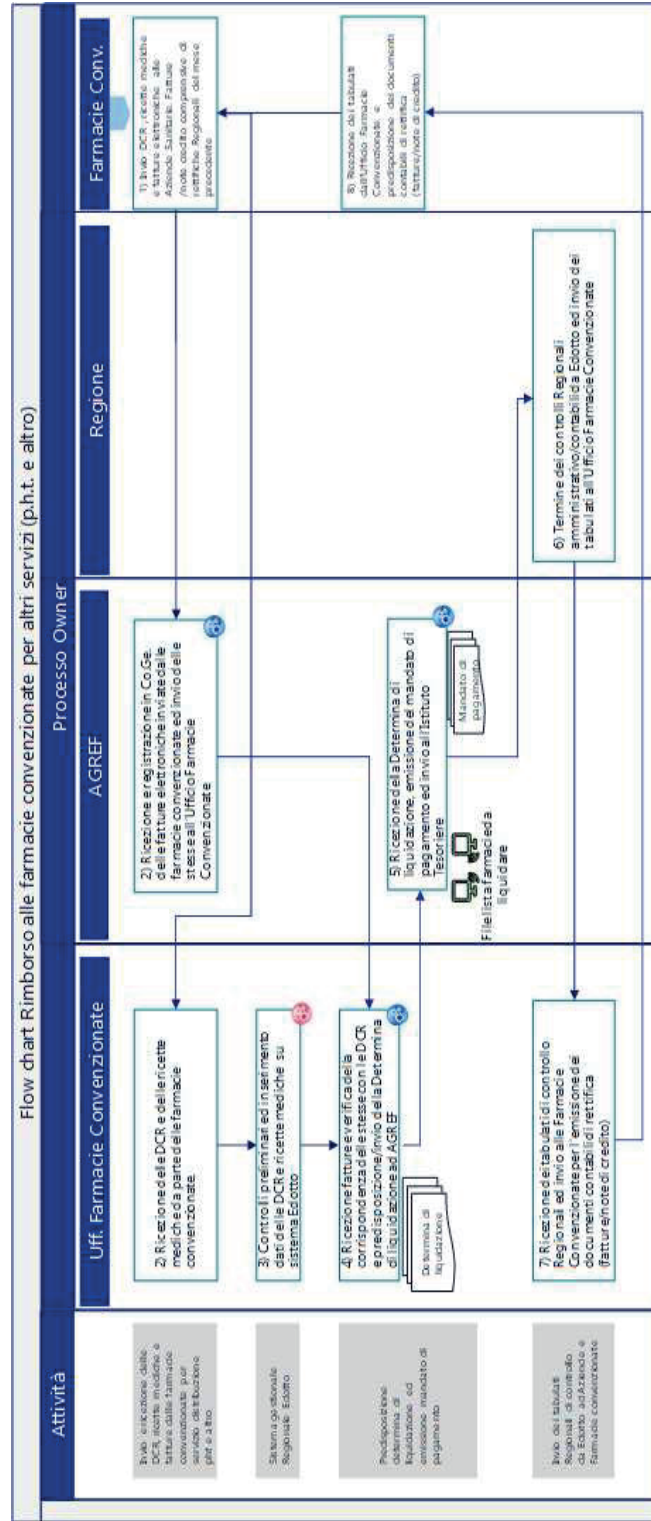 Flow chart Rimborso alle farmacie convenzionate per altri servizi (p.h.t. e altro)
Processo Owner
Attività
Uff. Farmacie Convenzionate
AGREF
Regione
Farmacie Conv.
Invio e ricezione delle
DCR, ricette mediche e
fatture dalle farmacie
convenzionate per
servizio distribuzione
pht e altro
2) Ricezione delle DCR e delle ricette
mediche da parte delle farmacie
convenzionate.
2) Ricezione e registrazione in Co.Ge.
delle fatture elettroniche inviate dalle
farmacie convenzionate ed invio delle
stesse all'Ufficio Farmacie
Convenzionate
1) Invio DCR, ricette mediche
e fatture elettroniche, alle
Aziende Sanitarie. Fatture
/note credito comprensive di
rettifiche Regionali del mese
precedente
Sistema gestionale
Regionale Edotto
3) Controlli preliminari ed inserimento
dati delle DCR e ricette mediche su
sistema Edotto
Predisposizione
determina di
liquidazione ed
emissione mandato di
pagamento
4) Ricezione fatture e verifica della
corrispondenza delle stesse con le DCR
e predisposizione/invio della Determina
di liquidazione ad AGREF
Determina di
liquidazione
5) Ricezione della Determina di
liquidazione, emissione del mandato di
pagamento ed invio all'Istituto
Tesoriere
File lista farmacie da
liquidare
Mandato di
pagamento
8) Ricezione dei tabulati
dall'Ufficio Farmacie
Convenzionate, e
predisposizione dei documenti
contabili di rettifica
(fatture/note di credito)
Invio dei tabulati
Regionali di controllo
da Edotto ad Aziende e
Farmacie convenzionate
7) Ricezione dei tabulati di controllo
Regionali ed invio alle Farmacie
Convenzionate per l'emissione dei
documenti contabili di rettifica
(fatture/note di credito)
6) Termine dei controlli Regionali
amministrativo/contabili da Edotto ed invio dei
tabulati all'Ufficio Farmacie Convenzionate